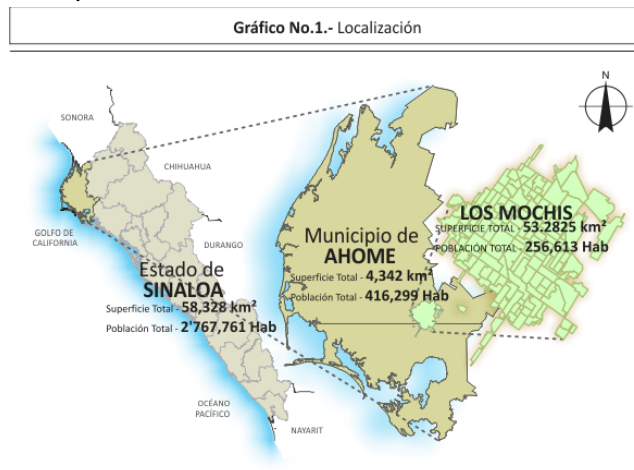 Gráfico No.1.- Localización
N
SONORA
CHIHUAHUA
GOLFO DE
CALIFORNIA
DURANGO
Estado de
SINALOA
Superficie Total - 58,328 km²
Población Total - 2'767,761 Hab
OCÉANO
PACÍFICO
NAYARIT
Municipio de
AHOME
Superficie Total - 4,342 km²
Población Total - 416,299 Hab
LOS MOCHIS
SUPERFICIE TOTAL - 53.2825 km²
POBLACIÓN TOTAL - 256,613 Hab